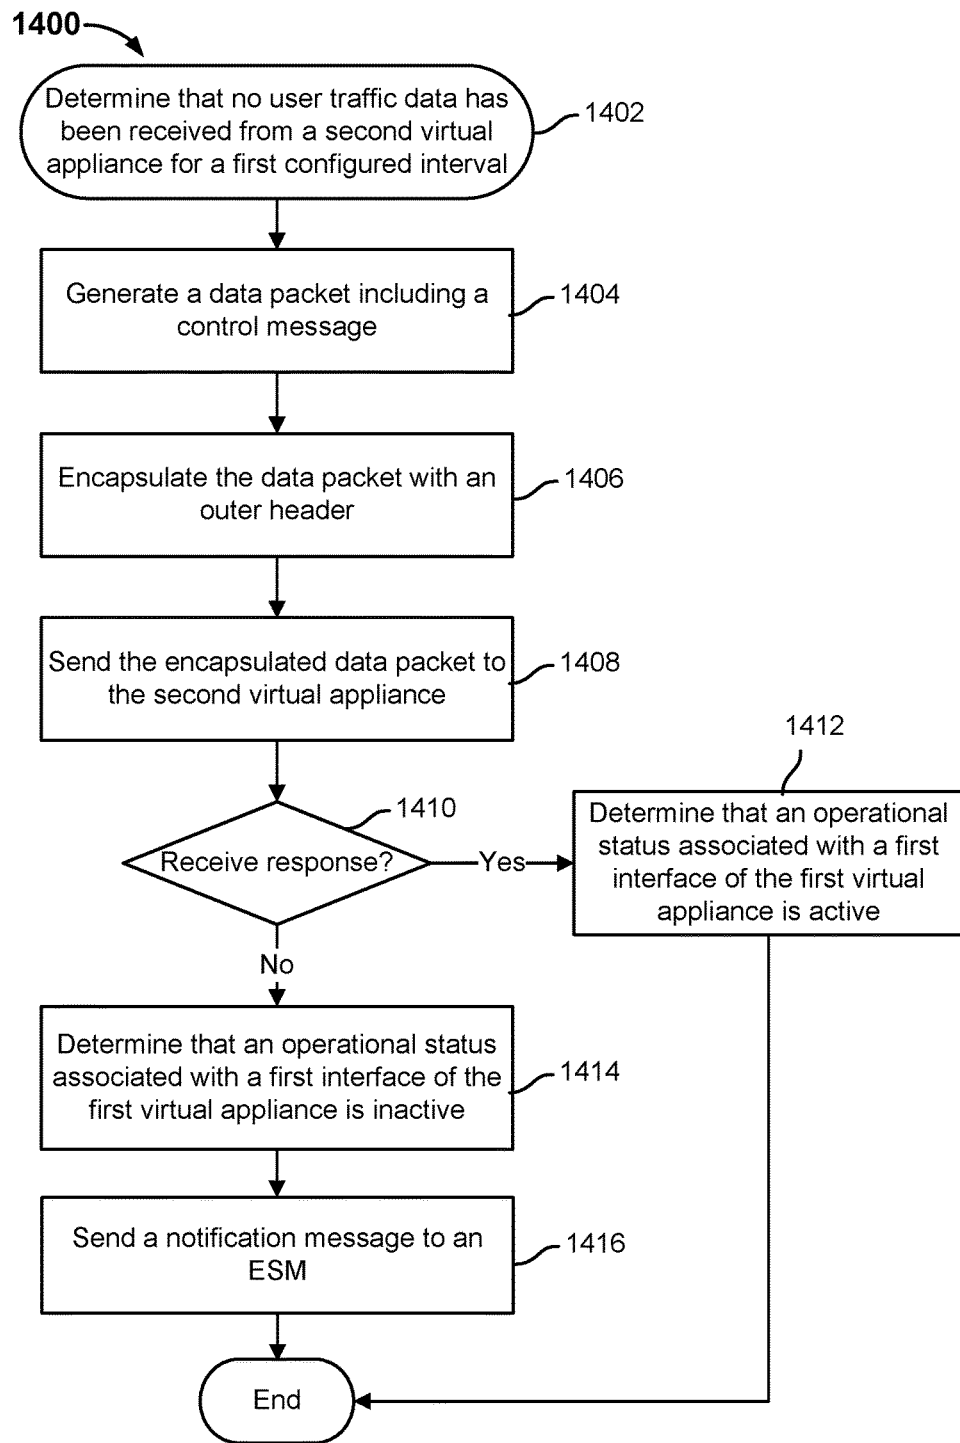 1400
Determine that no user traffic data has
been received from a second virtual
appliance for a first configured interval
1402
Generate a data packet including a
control message
1404
Encapsulate the data packet with an
outer header
1406
Send the encapsulated data packet to
the second virtual appliance
1408
Receive response?
1410
Yes
1412
Determine that an operational
status associated with a first
interface of the first virtual
appliance is active
No
Determine that an operational status
associated with a first interface of the
first virtual appliance is inactive
1414
Send a notification message to an
ESM
1416
End